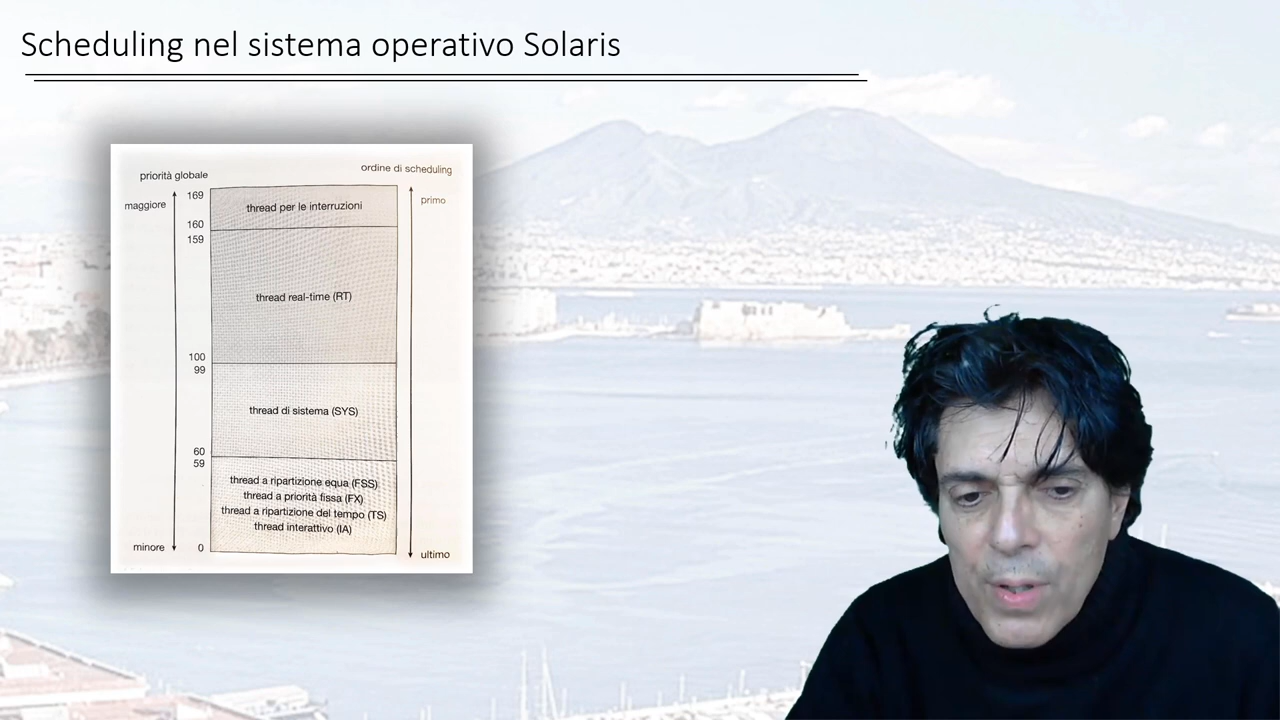 Scheduling nel sistema operativo Solaris
priorità globale
ordine di scheduling
169
maggiore
primo
thread per le interruzioni
160
159
thread real-time (RT)
100
99
thread di sistema (SYS)
60
59
thread a ripartizione equa (FSS)
thread a priorità fissa (FX)
thread a ripartizione del tempo (TS)
thread interattivo (IA)
minore
0
ultimo